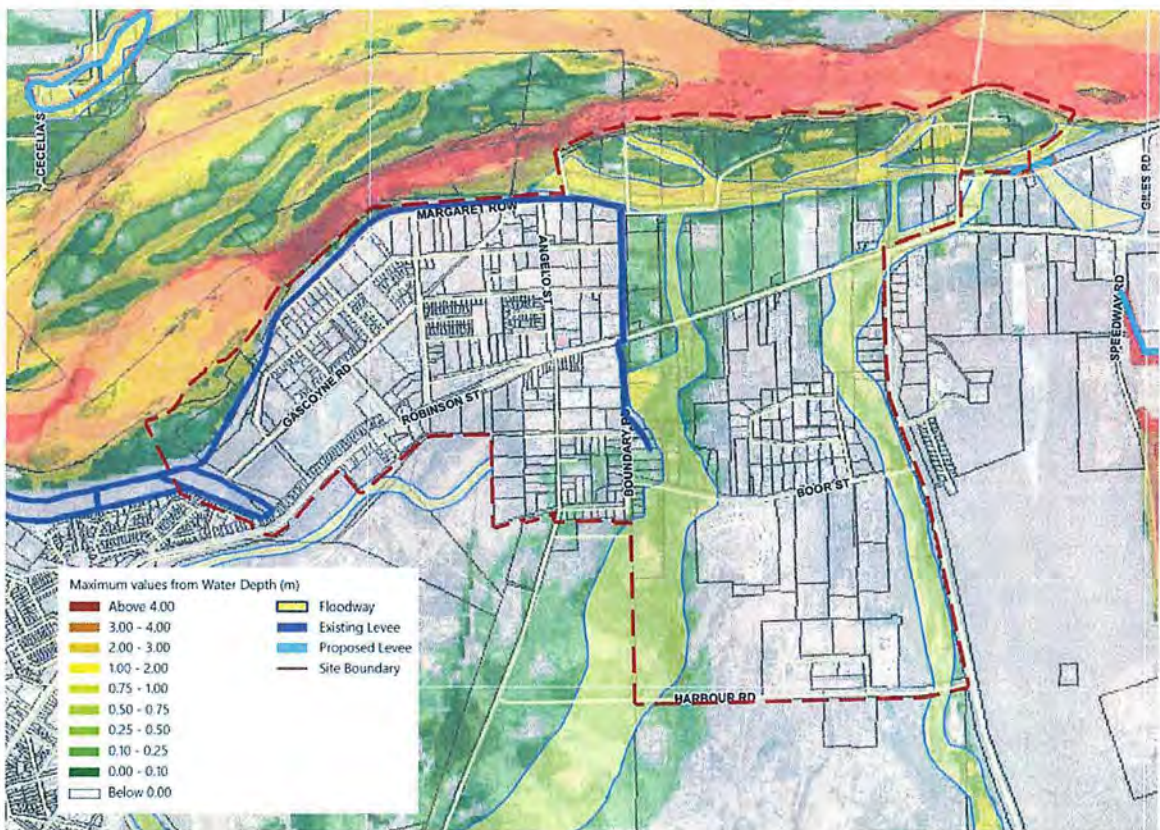 CECELIA S
MARGARET ROW
ANGELO ST
GILES RD
SPEEDWAY RD
GASCOYNE RD
ROBINSON ST
BOUNDARY R
BOOR ST
HARBOUR RD
Maximum values from Water Depth (m)
Above 4.00
3.00 - 4.00
2.00 - 3.00
1.00 - 2.00
0.75 - 1.00
0.50 - 0.75
0.25 - 0.50
0.10 - 0.25
0.00 - 0.10
Below 0.00
Floodway
Existing Levee
Proposed Levee
Site Boundary